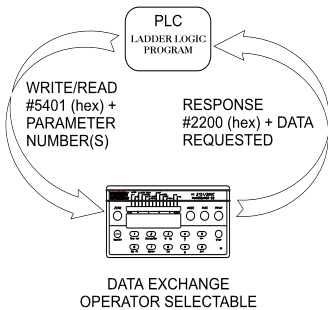 PLC
LADDER LOGIC
PROGRAM
WRITE/READ
#5401 (hex) +
PARAMETER
NUMBER(S)
RESPONSE
#2200 (hex) + DATA
REQUESTED
DATA EXCHANGE
OPERATOR SELECTABLE